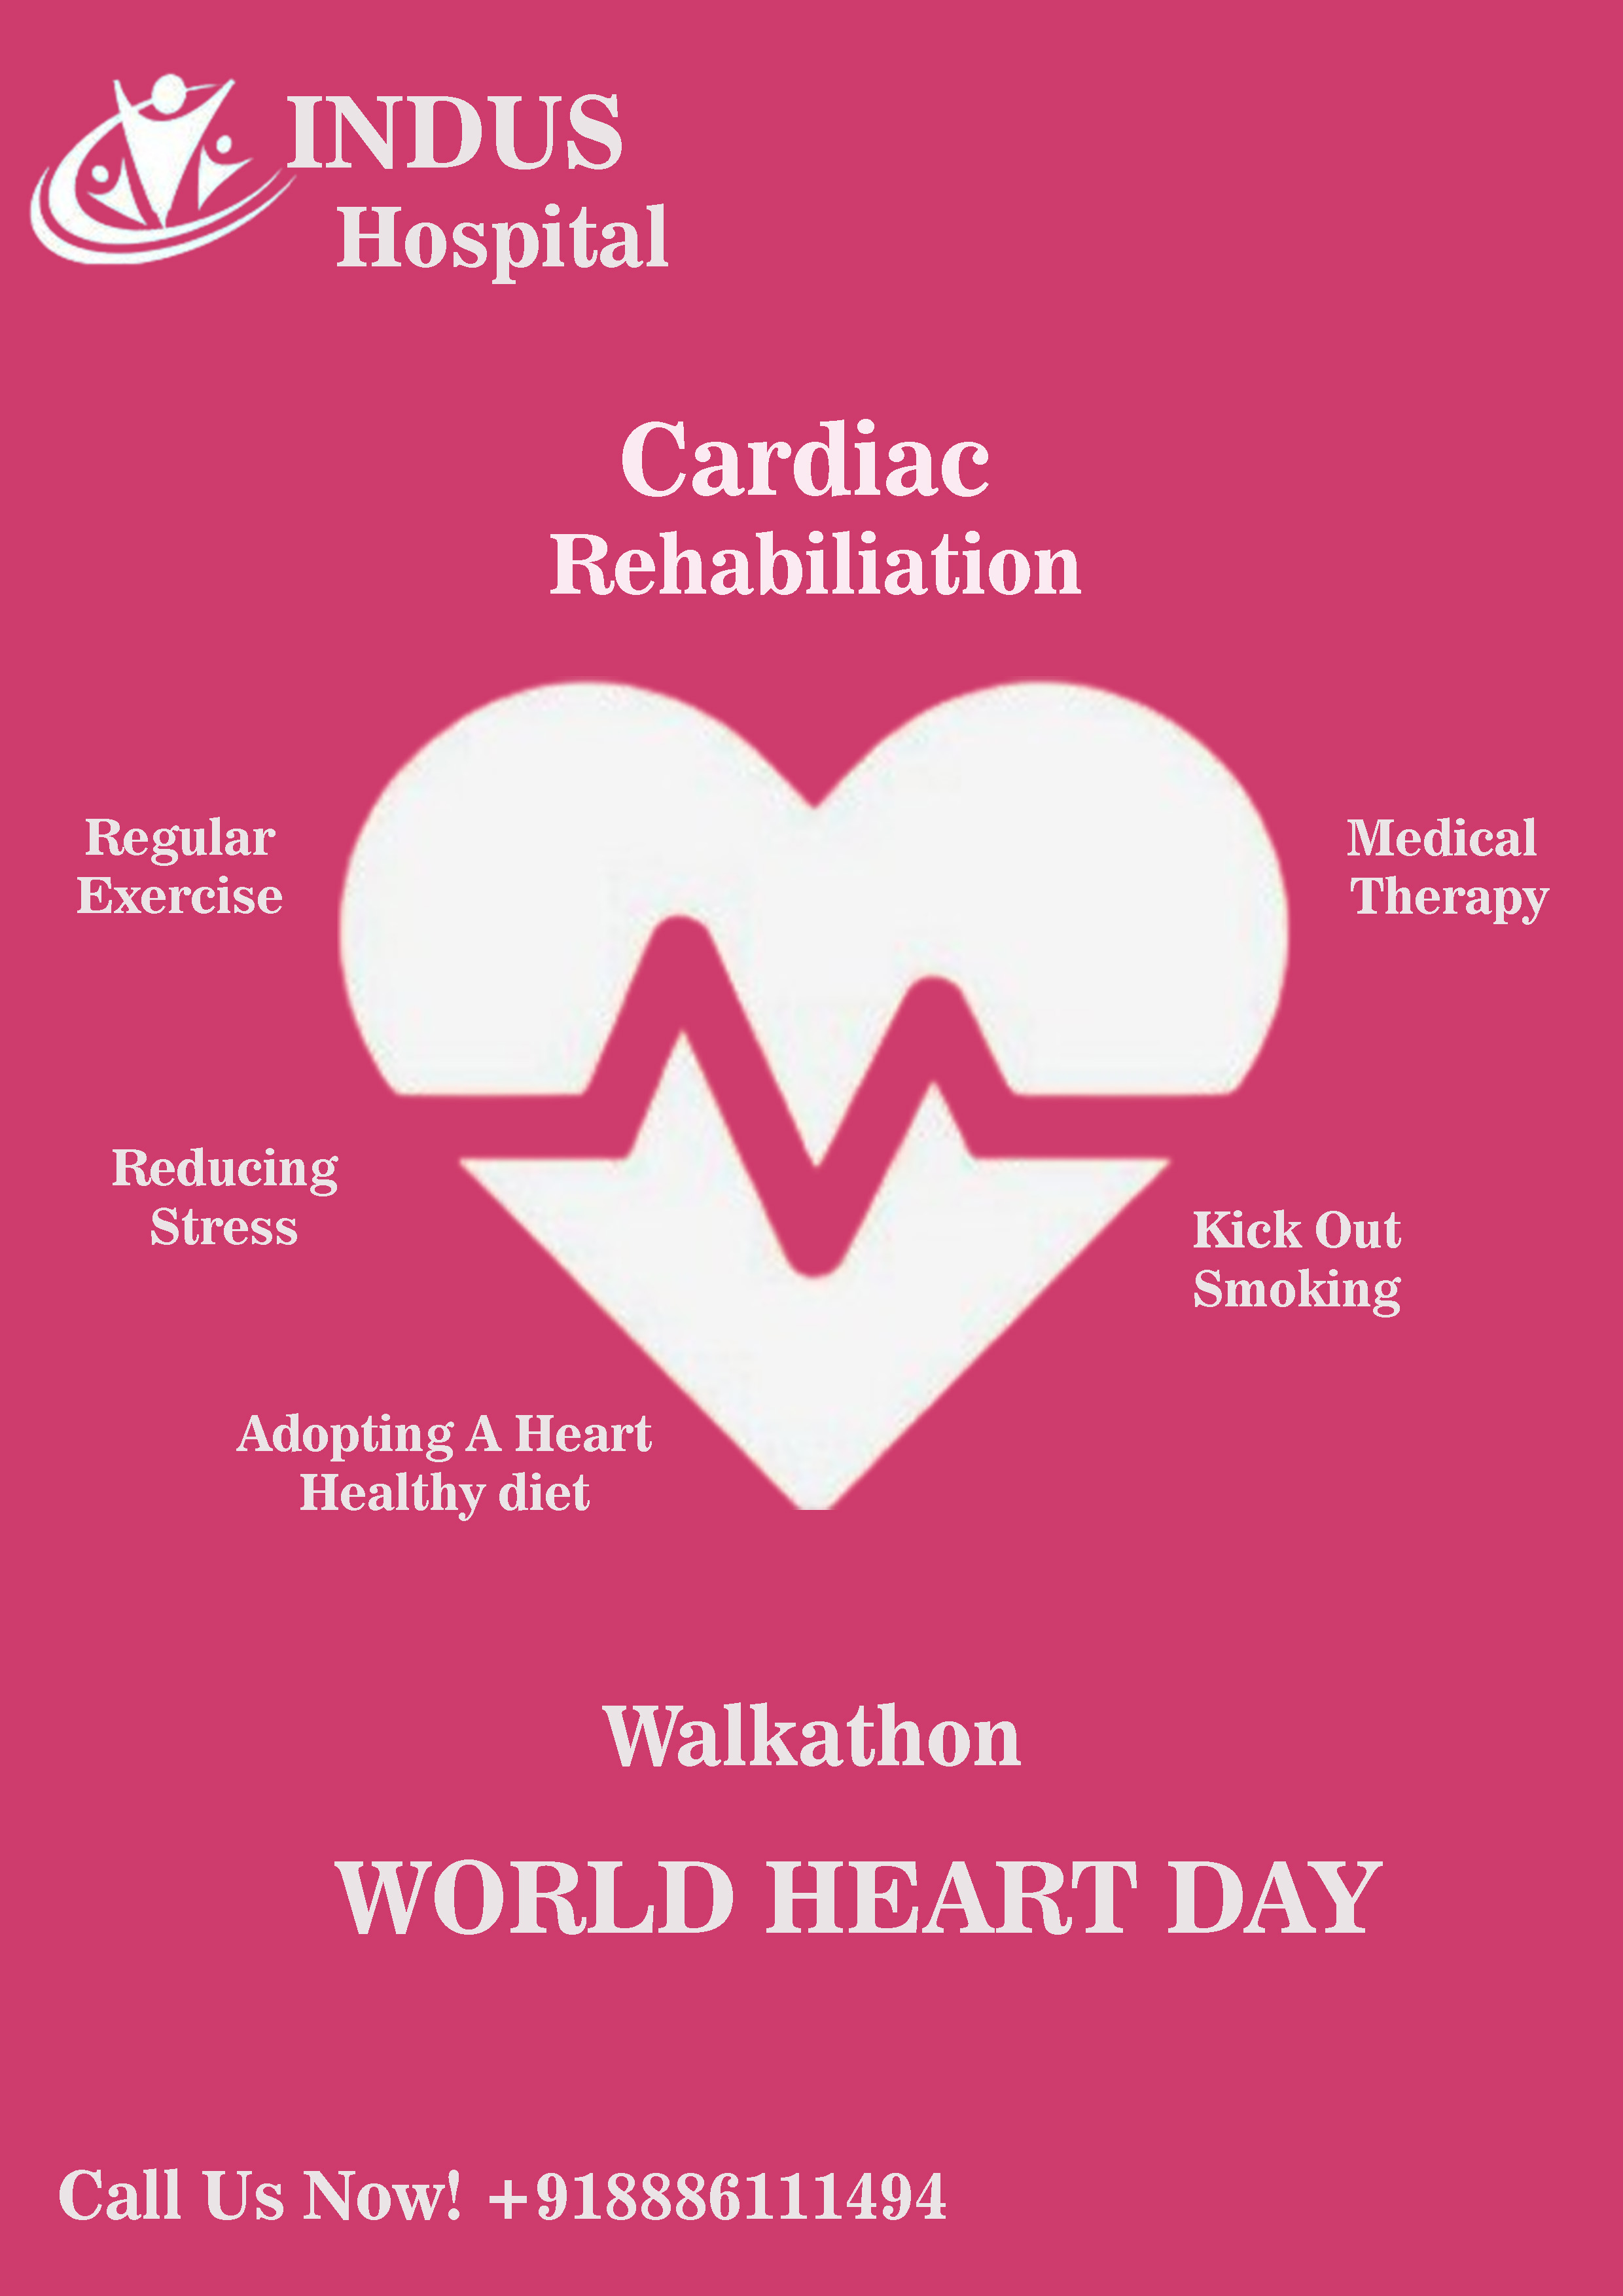 INDUS
Hospital
Cardiac
Rehabiliation
Regular
Exercise
Medical
Therapy
Reducing
Stress
Kick Out
Smoking
Adopting A Heart
Healthy diet
Walkathon
WORLD HEART DAY
Call Us Now! +918886111494